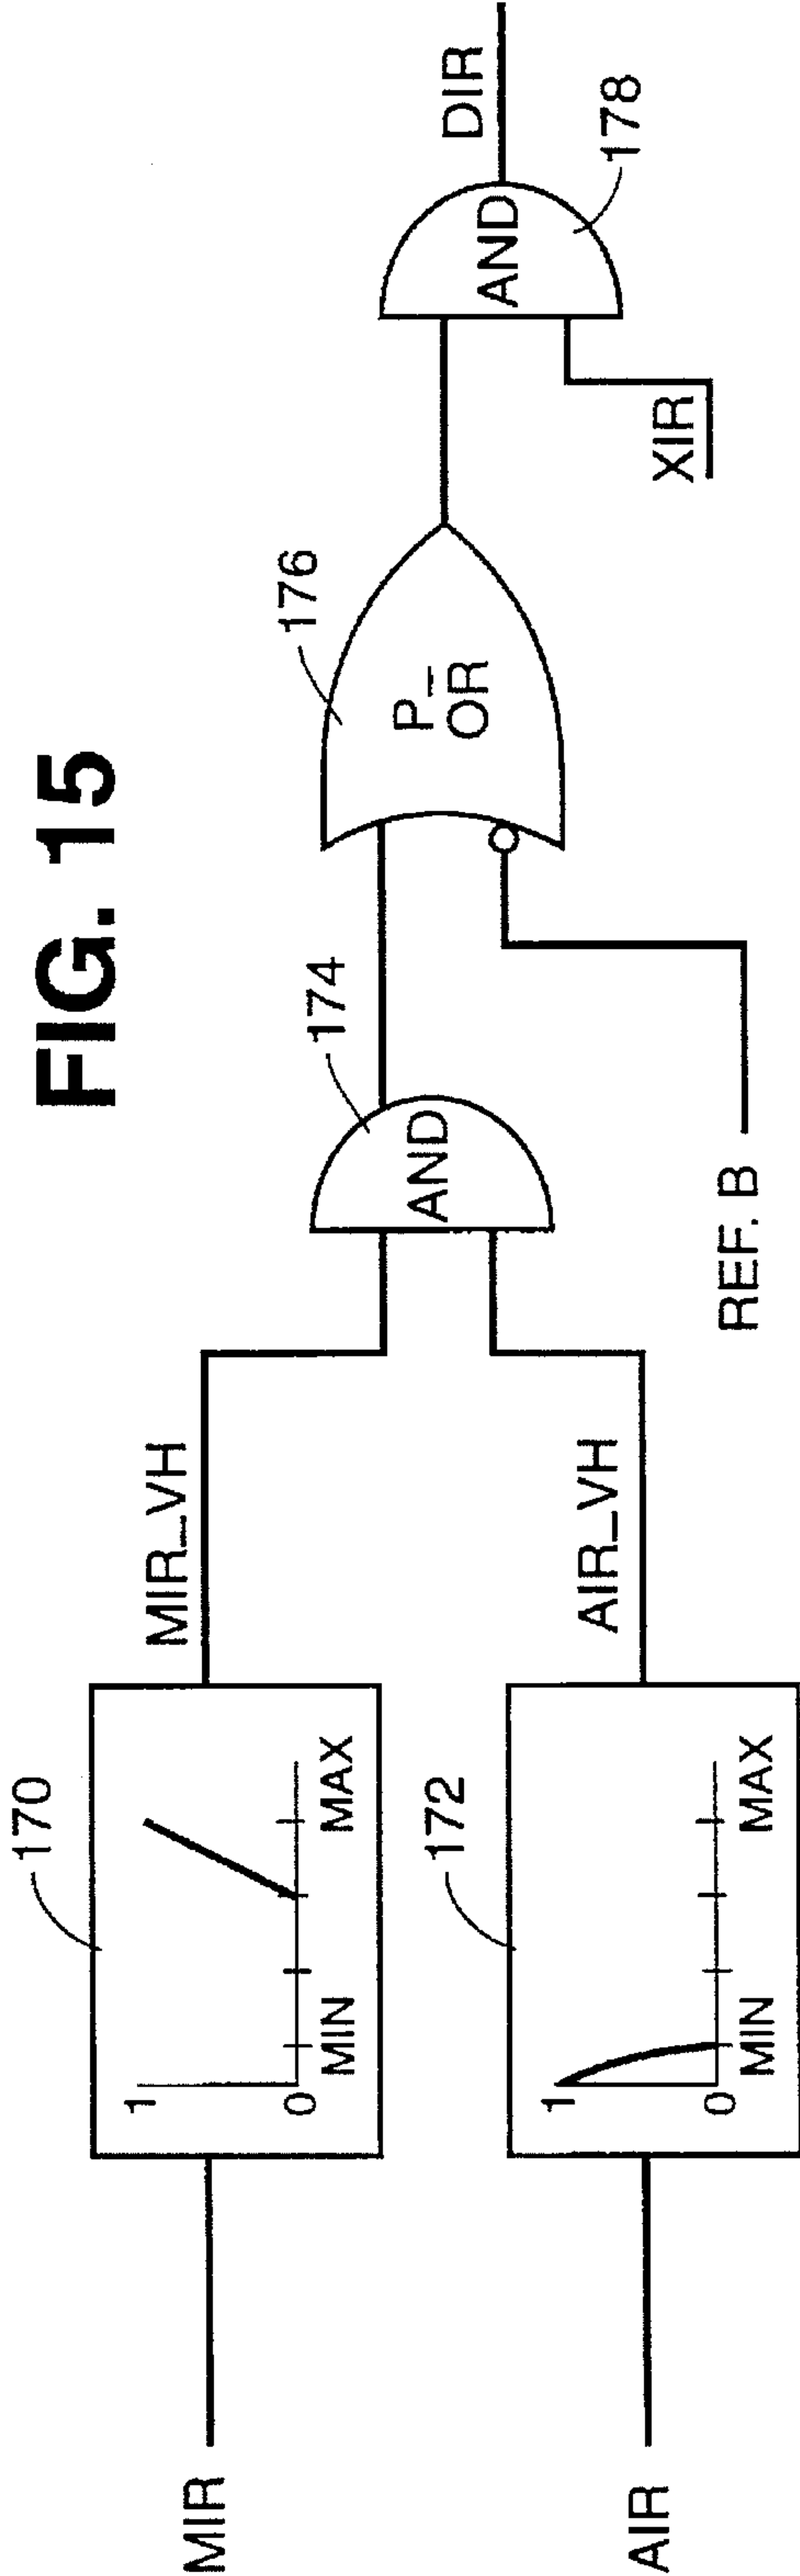 FIG. 15
170
1
0
MIN
MAX
MIR
MIR_VH
172
1
0
MIN
MAX
AIR
AIR_VH
174
AND
REF. B
176
P_
OR
XIR
AND
178
DIR